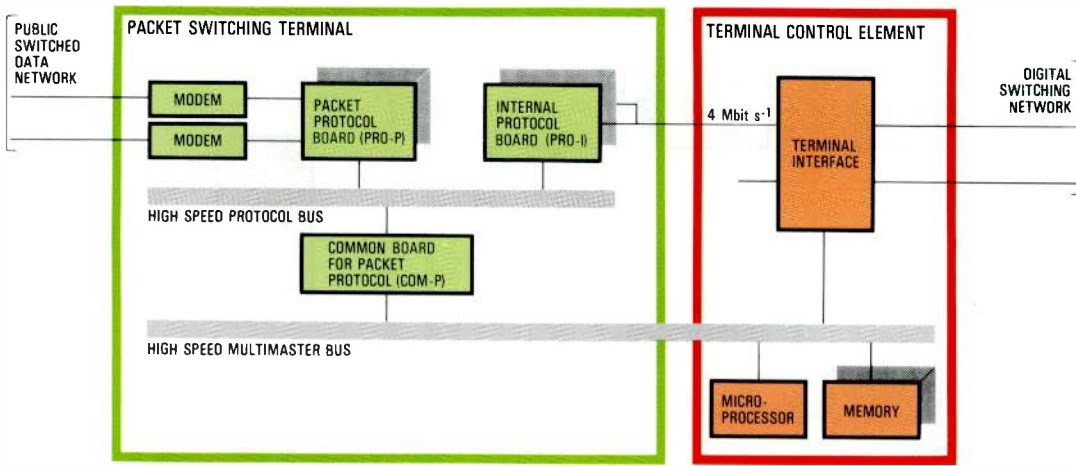 PUBLIC
SWITCHED
DATA
NETWORK
PACKET SWITCHING TERMINAL
MODEM
MODEM
PACKET
PROTOCOL
BOARD (PRO-P)
INTERNAL
PROTOCOL
BOARD (PRO-I)
HIGH SPEED PROTOCOL BUS
COMMON BOARD
FOR PACKET
PROTOCOL (COM-P)
HIGH SPEED MULTIMASTER BUS
TERMINAL CONTROL ELEMENT
4 Mbit s⁻¹
TERMINAL
INTERFACE
MICRO-
PROCESSOR
MEMORY
DIGITAL
SWITCHING
NETWORK